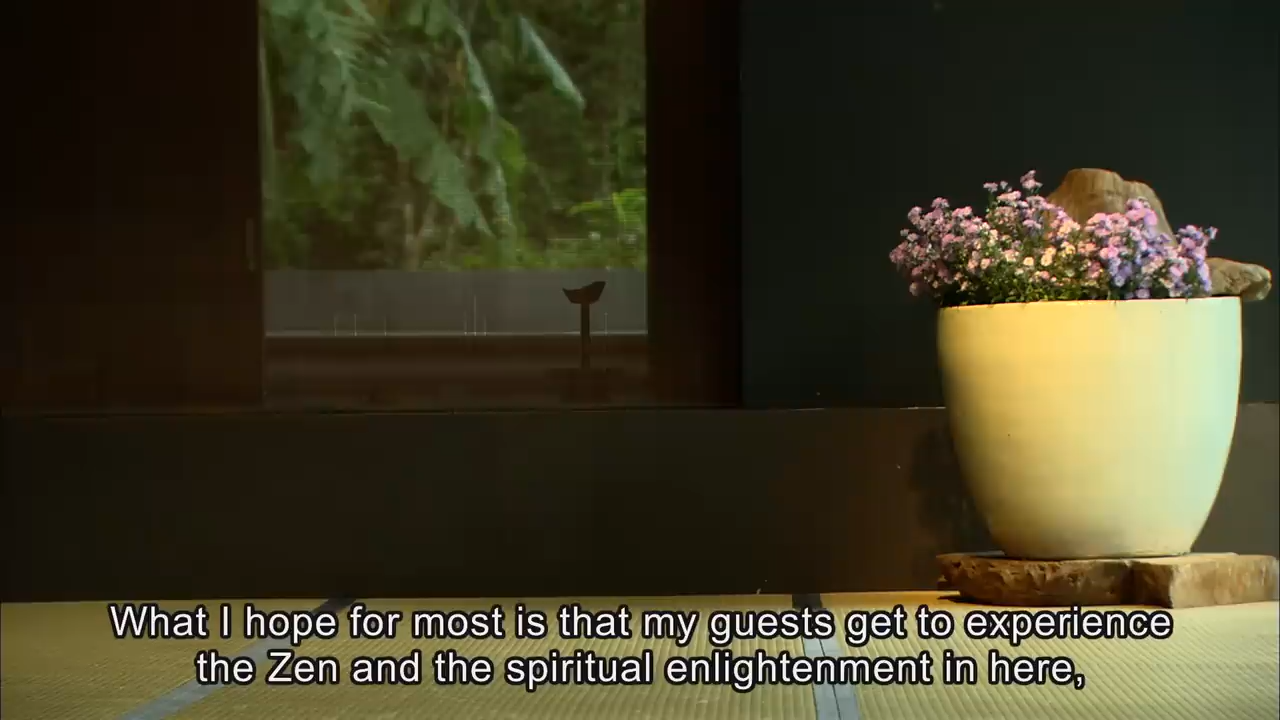 What I hope for most is that my guests get to experience
the Zen and the spiritual enlightenment in here,